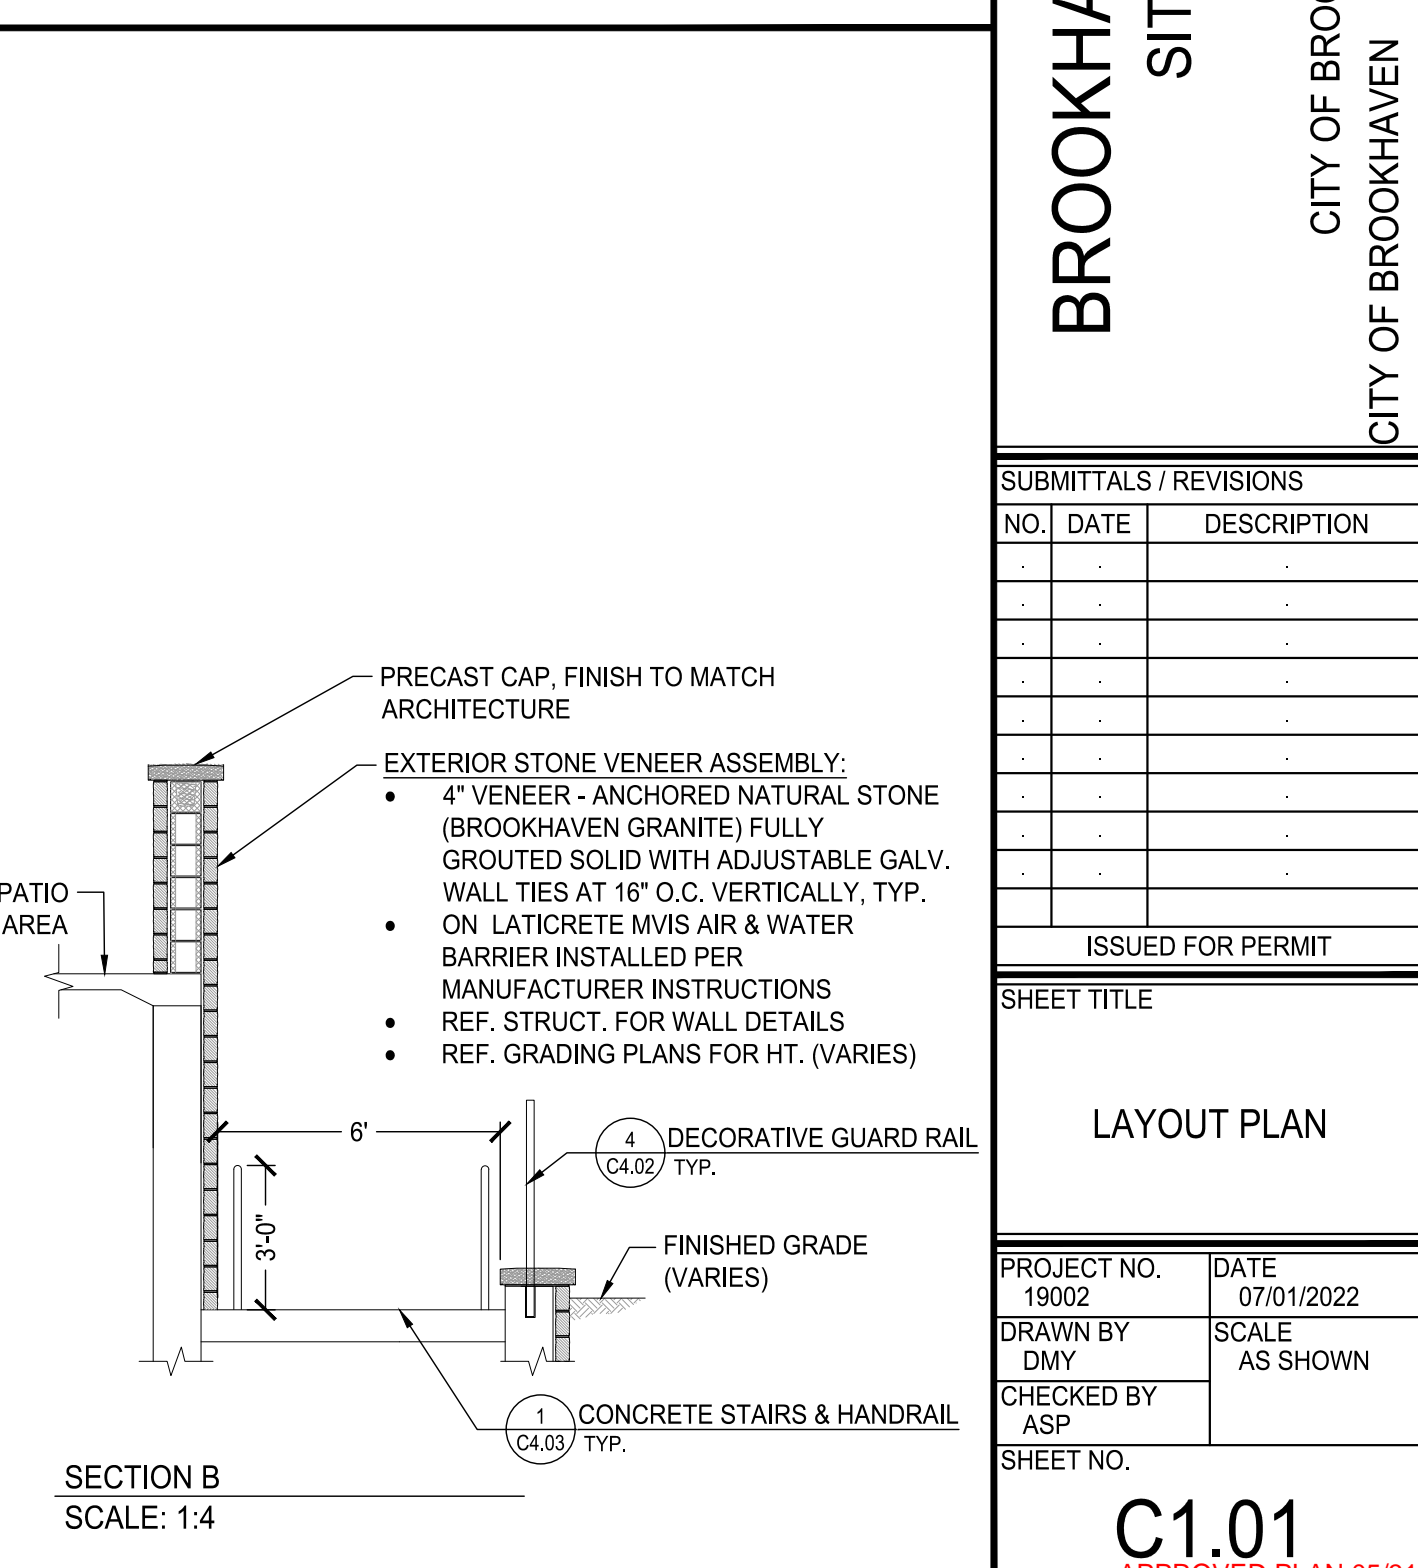 PRECAST CAP, FINISH TO MATCH
ARCHITECTURE
EXTERIOR STONE VENEER ASSEMBLY:
• 4" VENEER - ANCHORED NATURAL STONE
(BROOKHAVEN GRANITE) FULLY
GROUTED SOLID WITH ADJUSTABLE GALV.
WALL TIES AT 16" O.C. VERTICALLY, TYP.
• ON LATICRETE MVIS AIR & WATER
BARRIER INSTALLED PER
MANUFACTURER INSTRUCTIONS
• REF. STRUCT. FOR WALL DETAILS
• REF. GRADING PLANS FOR HT. (VARIES)
PATIO
AREA
6'
3'-0"
4
C4.02
DECORATIVE GUARD RAIL
TYP.
FINISHED GRADE
(VARIES)
1
C4.03
CONCRETE STAIRS & HANDRAIL
TYP.
SECTION B
SCALE: 1:4
BROOKHA
SIT
CITY OF BROO
CITY OF BROOKHAVEN
SUBMITTALS / REVISIONS
NO. DATE DESCRIPTION
ISSUED FOR PERMIT
SHEET TITLE
LAYOUT PLAN
PROJECT NO.
19002
DATE
07/01/2022
DRAWN BY
DMY
SCALE
AS SHOWN
CHECKED BY
ASP
SHEET NO.
C1.01
APPROVED PLAN